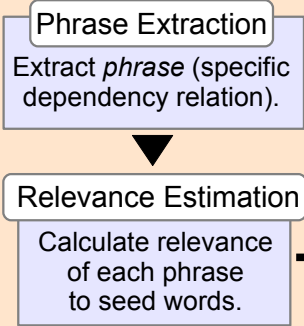 Phrase Extraction
Extract phrase (specific
dependency relation).
Relevance Estimation
Calculate relevance
of each phrase
to seed words.